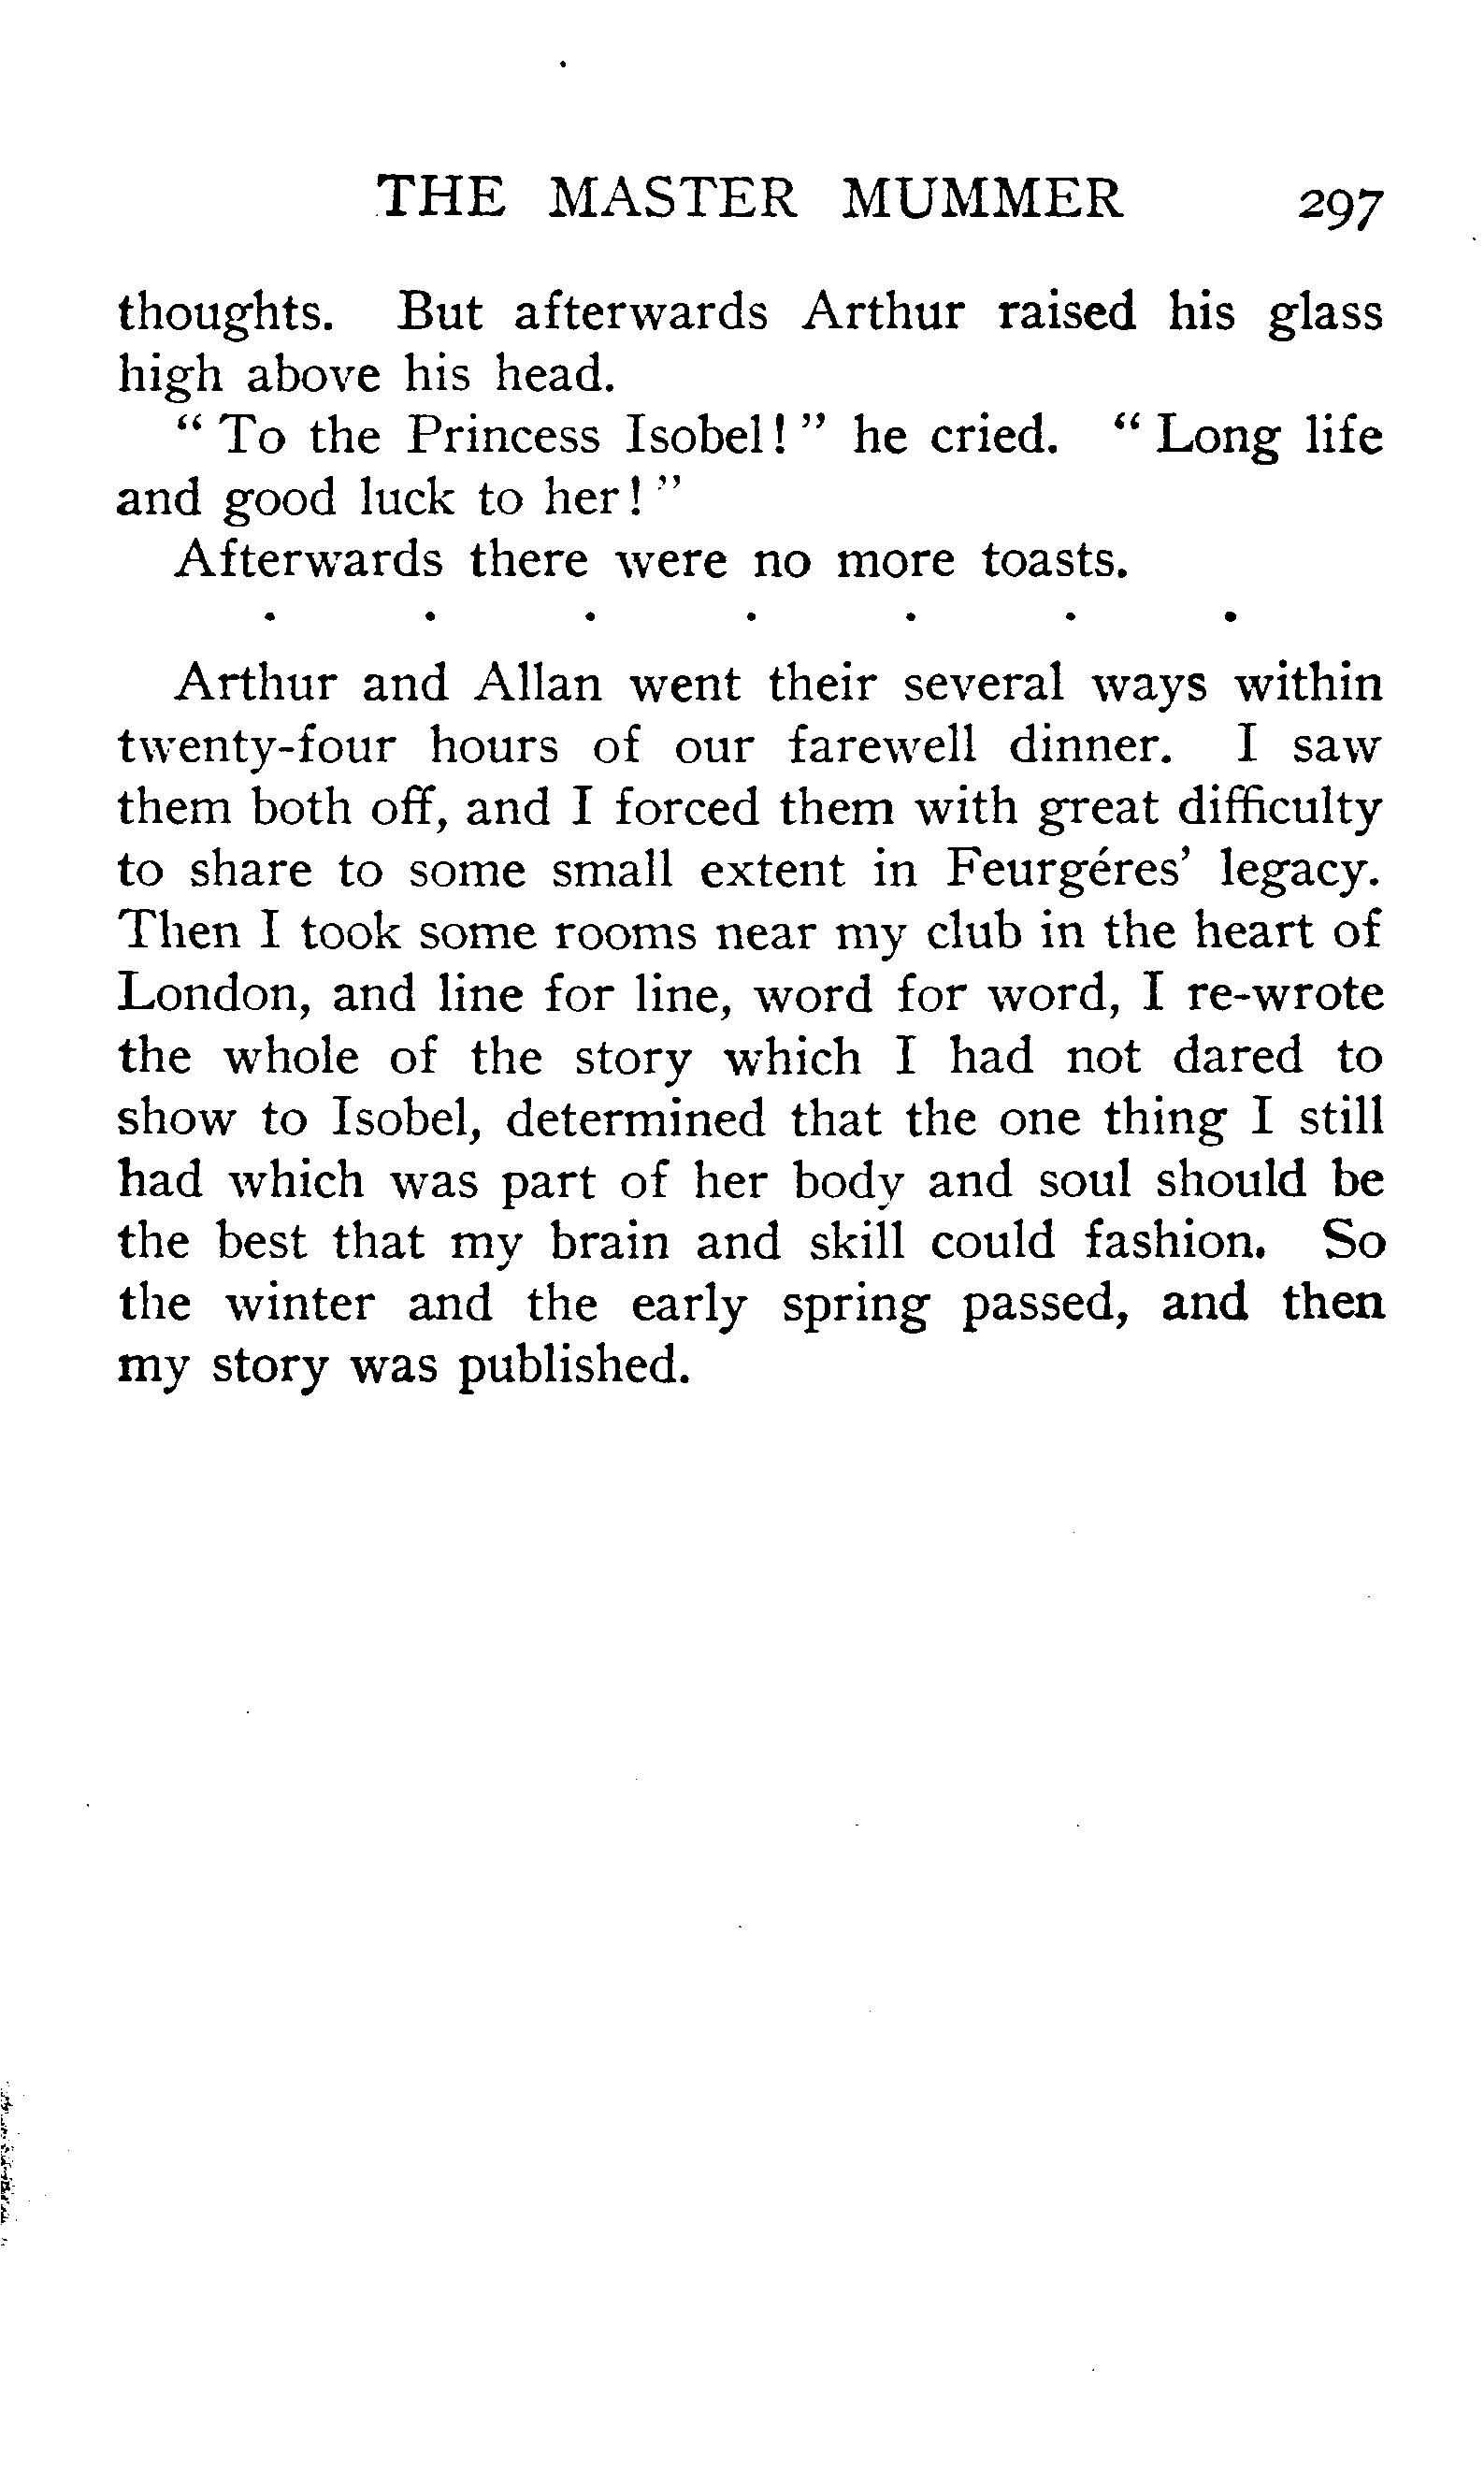 THE MASTER MUMMER 297
thoughts. But afterwards Arthur raised his glass
high above his head.
“ To the Princess Isobel! ” he cried. “ Long life
and good luck to her! ”
Afterwards there were no more toasts.
. . . . . . .
Arthur and Allan went their several ways within
twenty-four hours of our farewell dinner. I saw
them both off, and I forced them with great difficulty
to share to some small extent in Feurgéres’ legacy.
Then I took some rooms near my club in the heart of
London, and line for line, word for word, I re-wrote
the whole of the story which I had not dared to
show to Isobel, determined that the one thing I still
had which was part of her body and soul should be
the best that my brain and skill could fashion. So
the winter and the early spring passed, and then
my story was published.